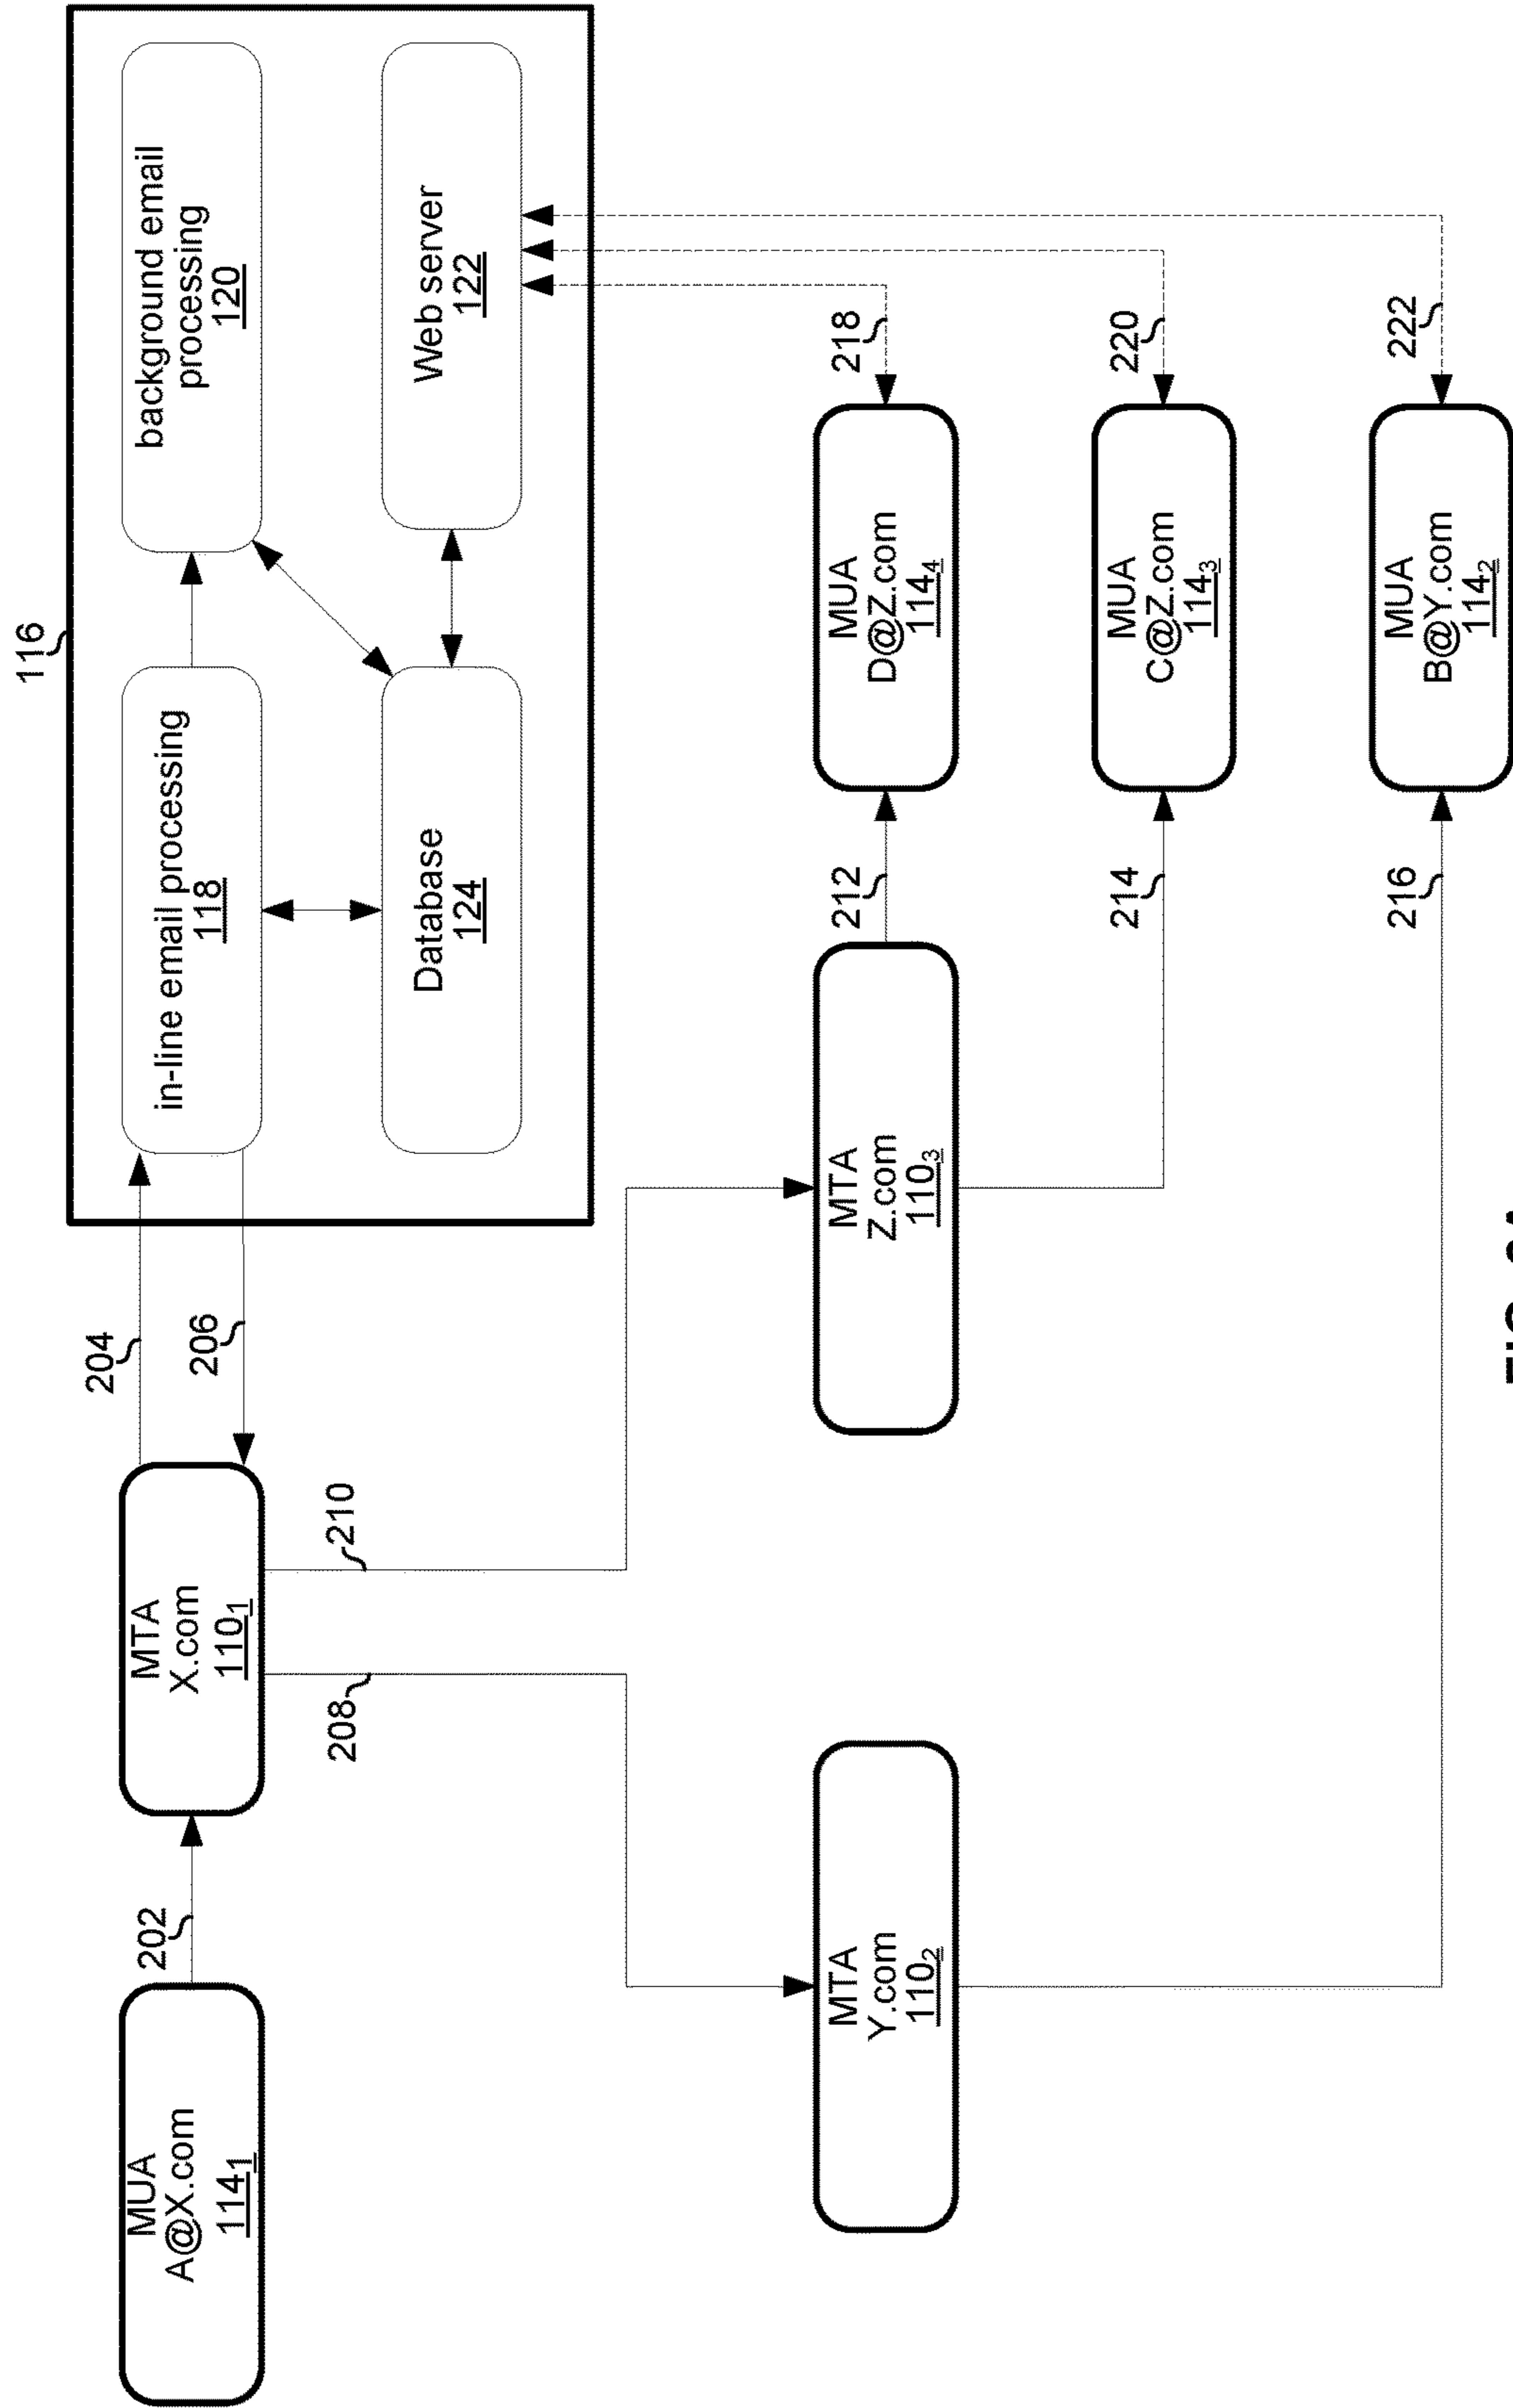 116
MUA
A@X.com
114₁
202
MTA
X.com
110₁
204
206
in-line email processing
118
background email
processing
120
Database
124
Web server
122
208
210
MTA
Y.com
110₂
MTA
Z.com
110₃
212
MUA
D@Z.com
114₄
218
214
MUA
C@Z.com
114₃
220
216
MUA
B@Y.com
114₂
222